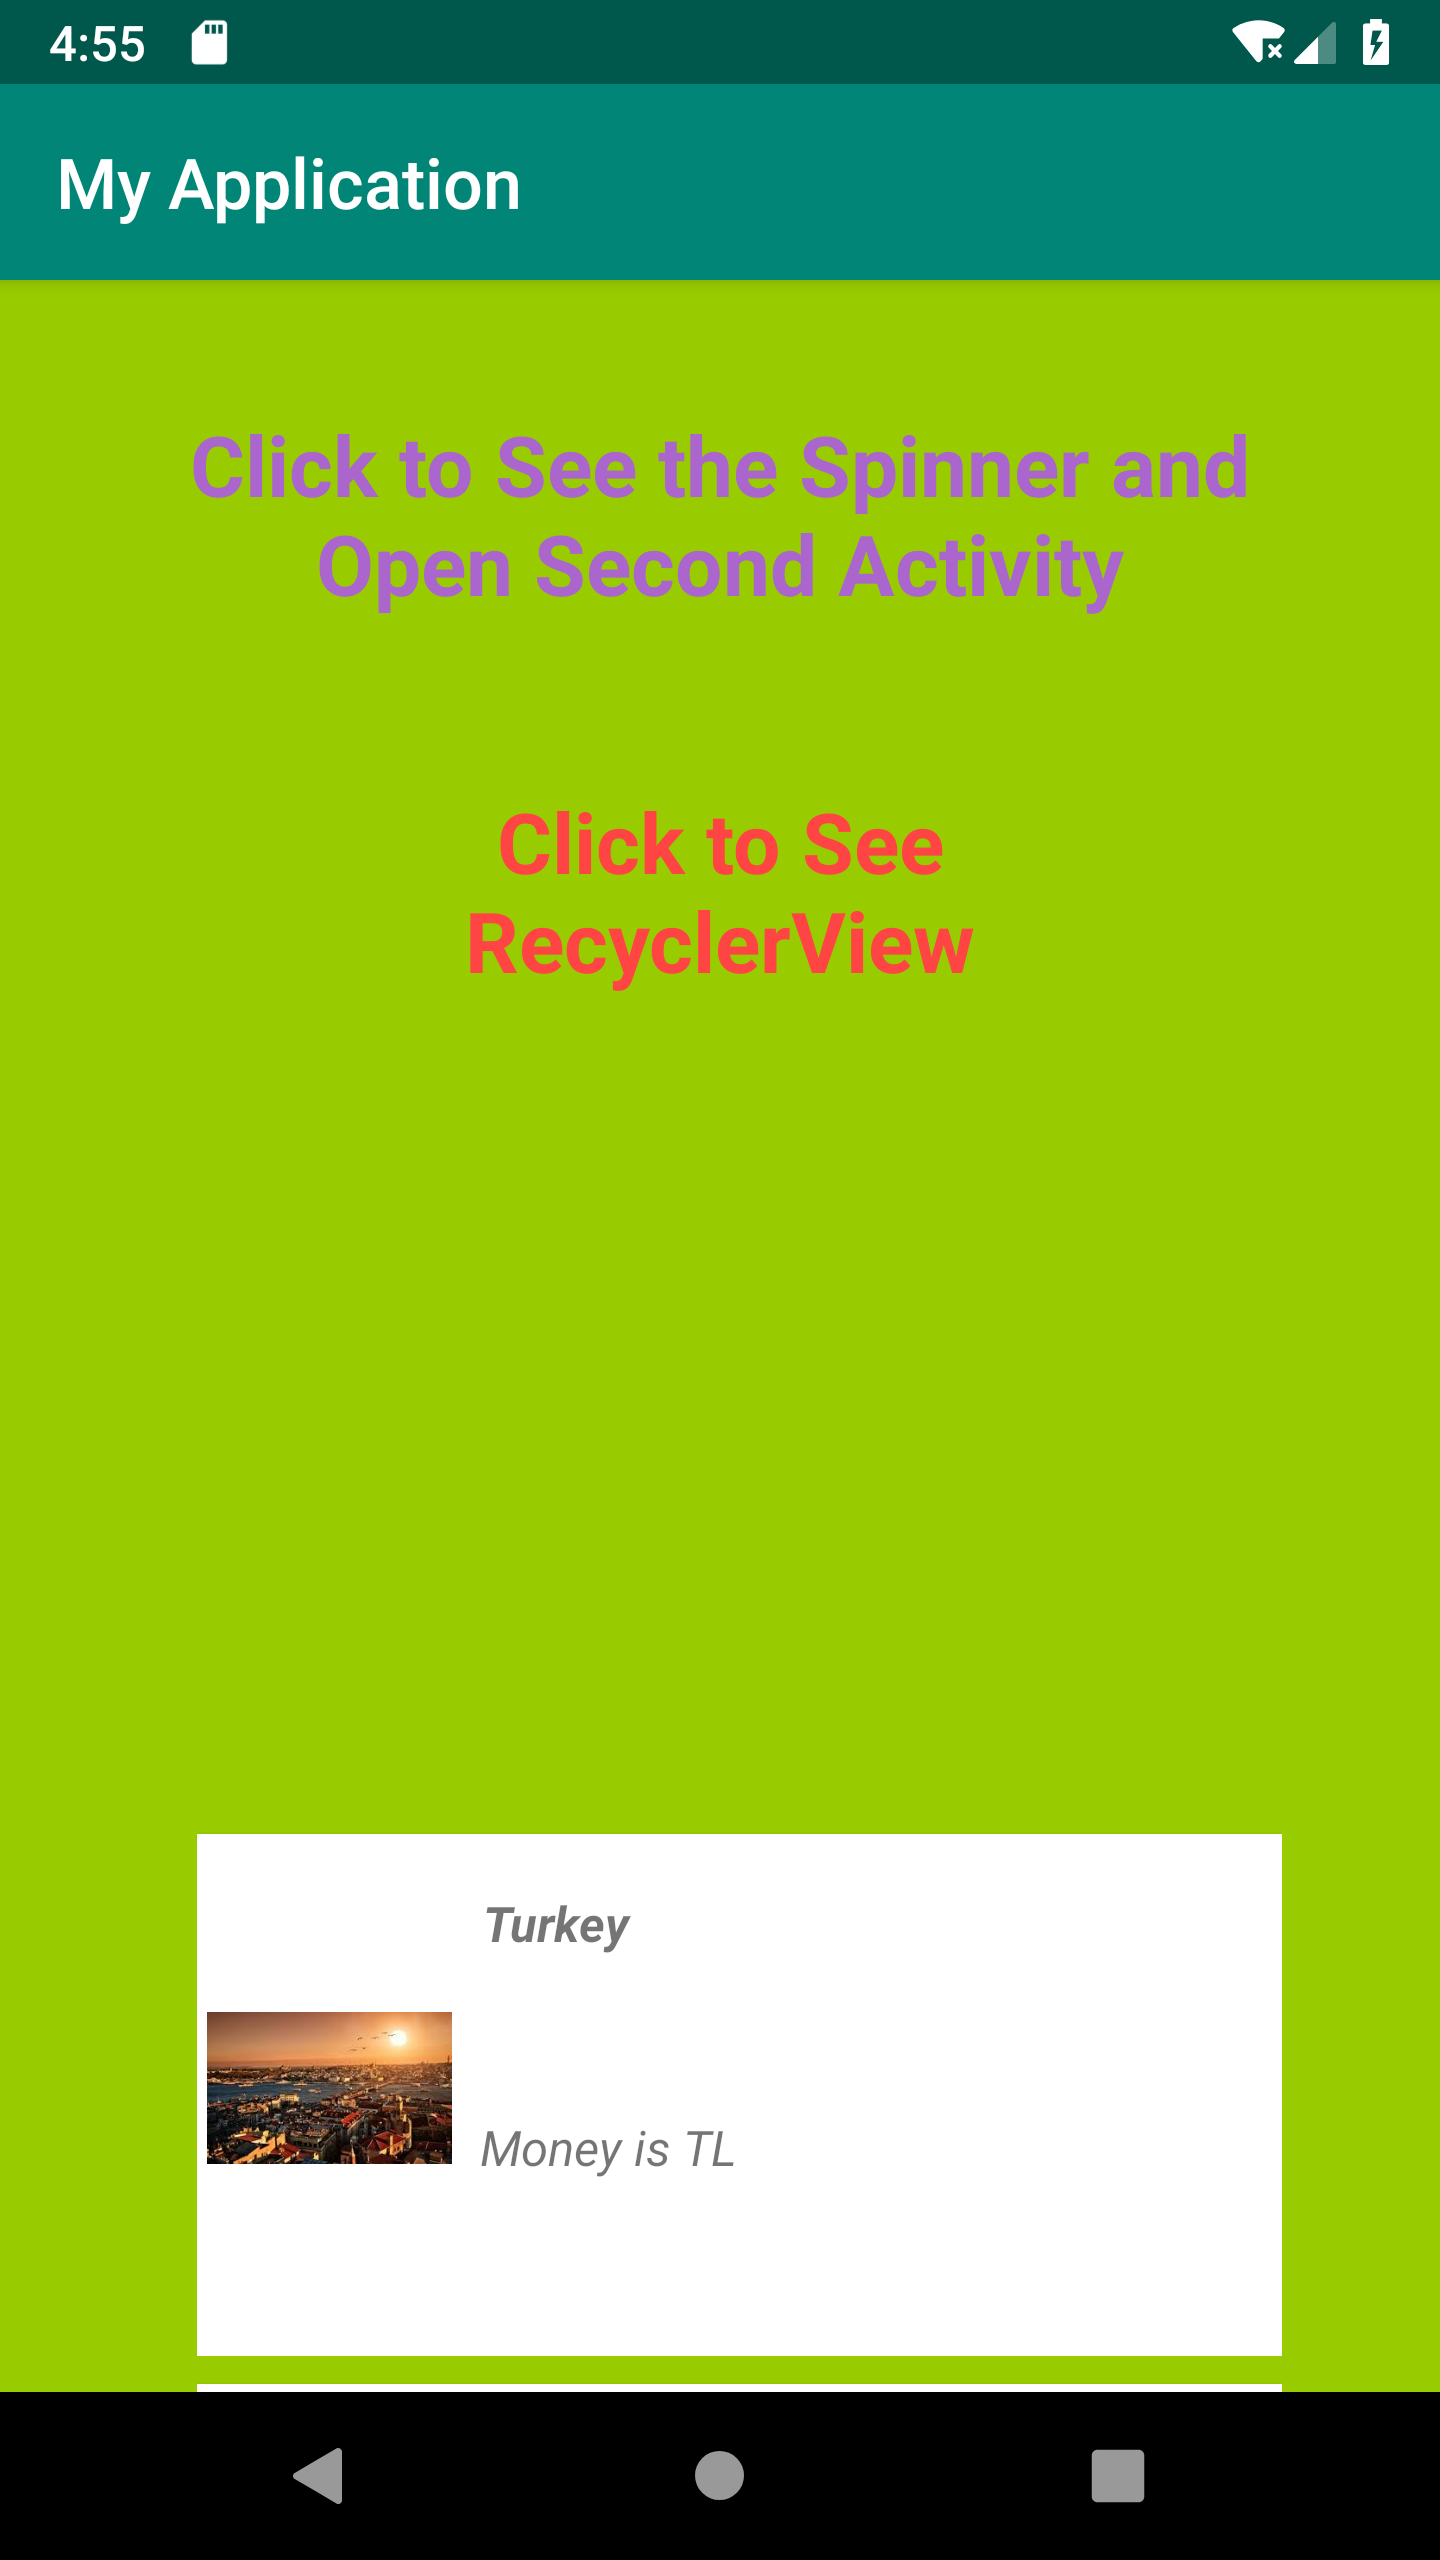 4:55
My Application
Click to See the Spinner and
Open Second Activity
Click to See
RecyclerView
Turkey
Money is TL